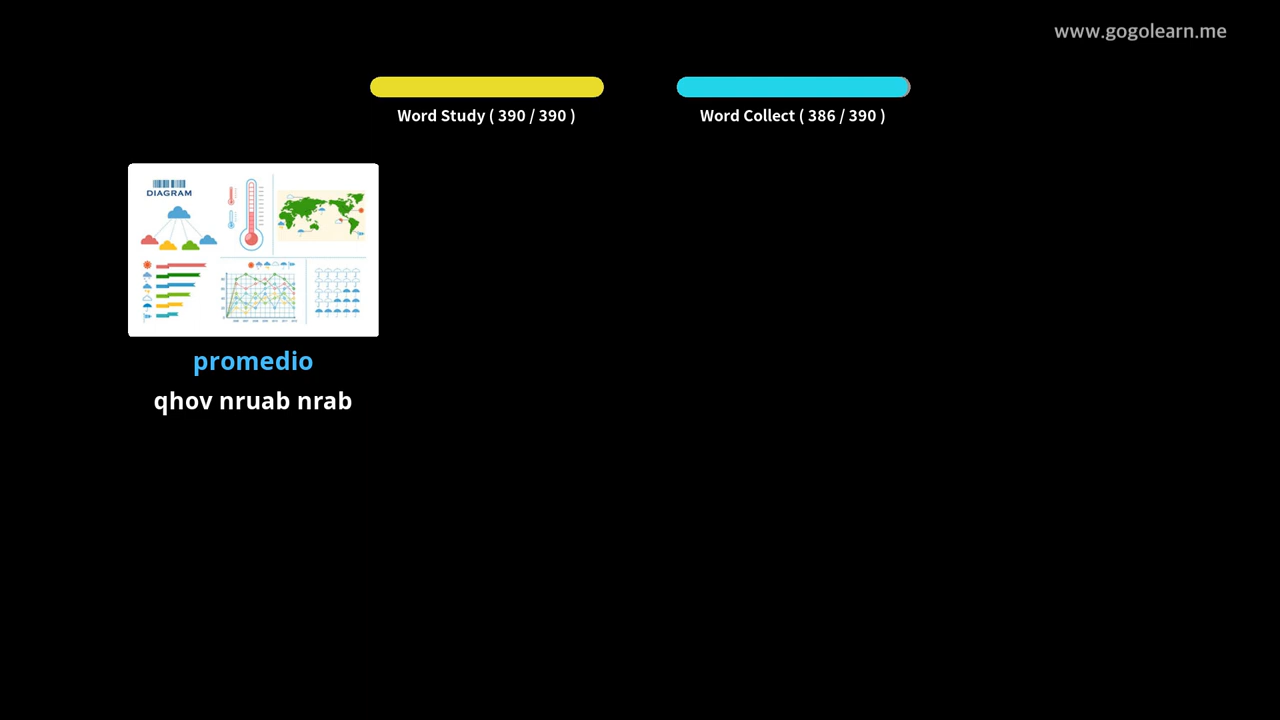 www.gogolearn.me
Word Study ( 390 / 390 )
Word Collect ( 386 / 390 )
DIAGRAM
promedio
qhov nruab nrab